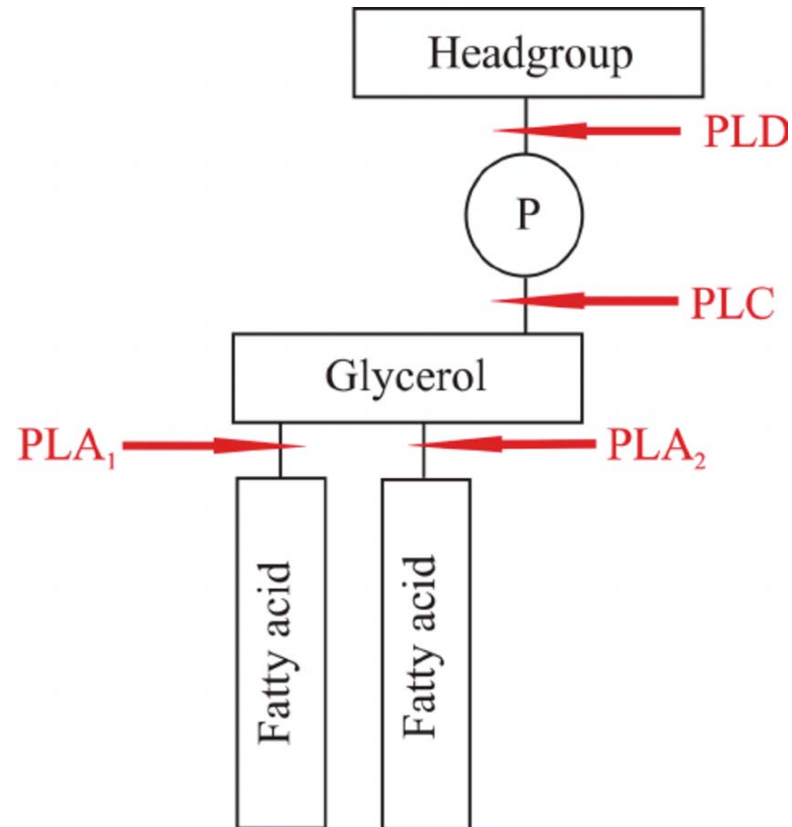 Headgroup
PLD
P
PLC
Glycerol
PLA₁
PLA₂
Fatty acid
Fatty acid